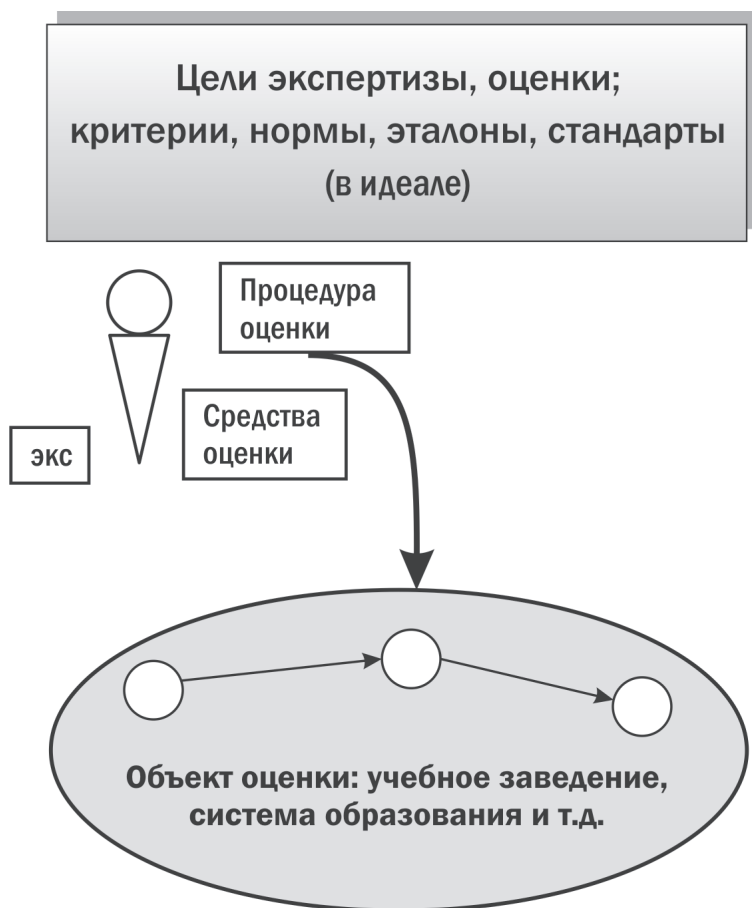 Цели экспертизы, оценки;
критерии, нормы, эталоны, стандарты
(в идеале)
Процедура
оценки
Средства
оценки
экс
Объект оценки: учебное заведение,
система образования и т.д.